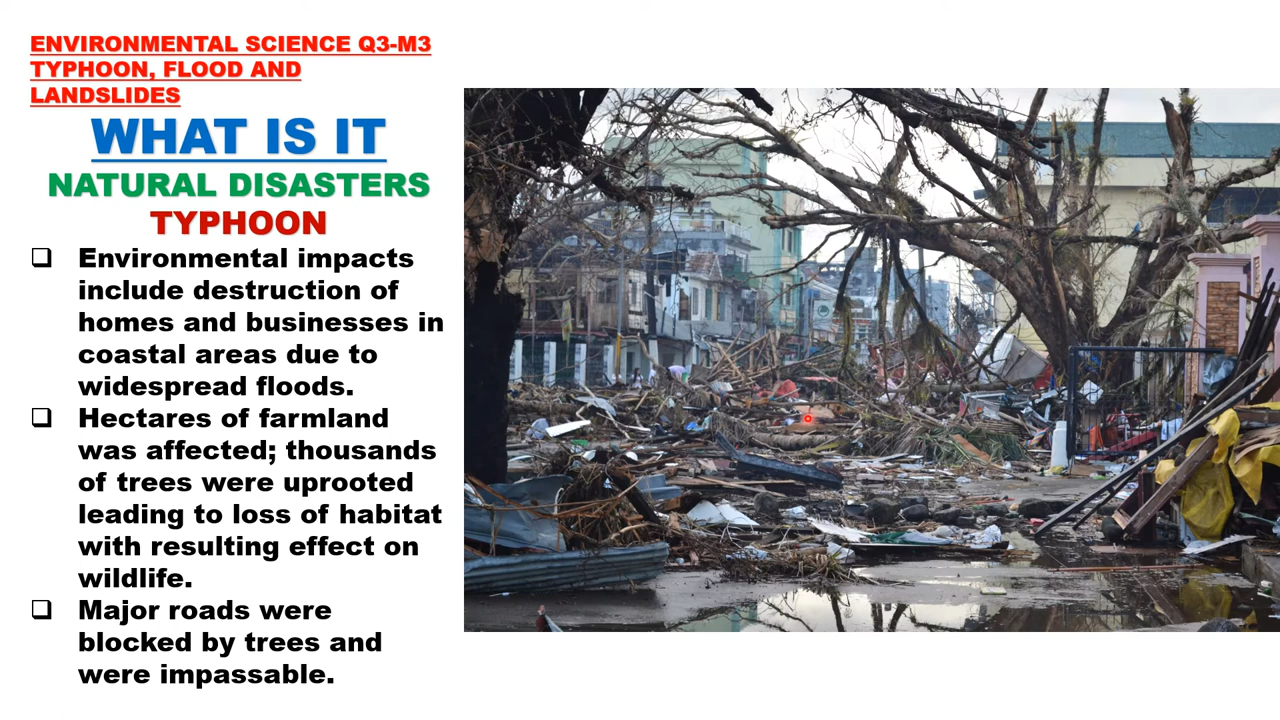 ENVIRONMENTAL SCIENCE Q3-M3
TYPHOON, FLOOD AND
LANDSLIDES
WHAT IS IT
NATURAL DISASTERS
TYPHOON
Environmental impacts
include destruction of
homes and businesses in
coastal areas due to
widespread floods.
Hectares of farmland
was affected; thousands
of trees were uprooted
leading to loss of habitat
with resulting effect on
wildlife.
Major roads were
blocked by trees and
were impassable.